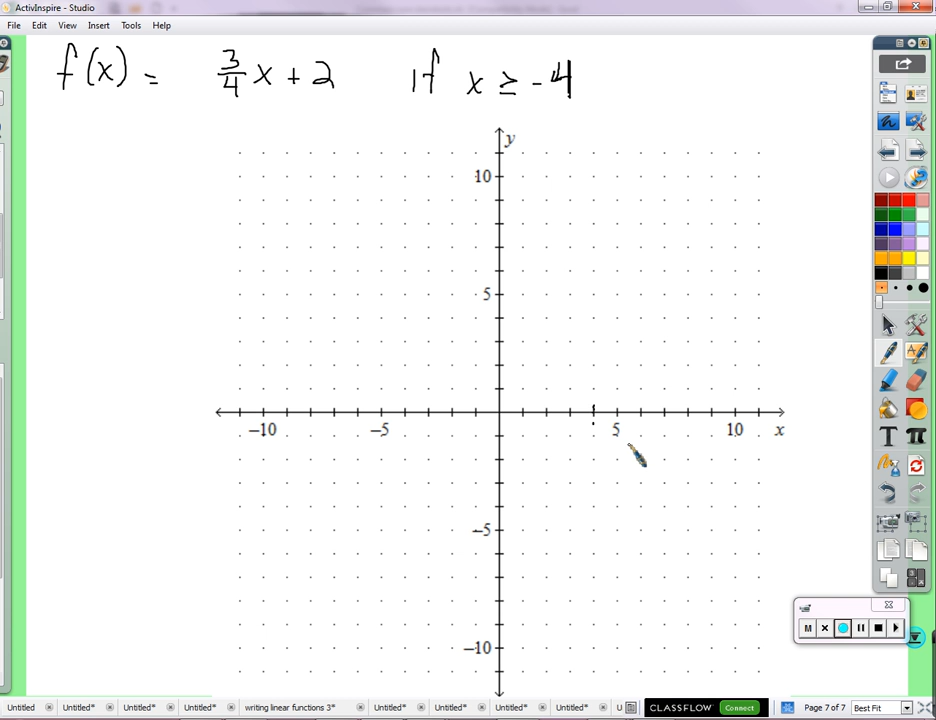 ActivInspire - Studio
File Edit View Insert Tools Help
f(x) = 3/4 x + 2 if x ≥ -4
y
10
5
-10 -5 5 10 x
-5
-10
M
Untitled Untitled* Untitled* Untitled* writing linear functions 3* Untitled* Untitled* Untitled* Untitled* U CLASSFLOW Connect Page 7 of 7 Best Fit